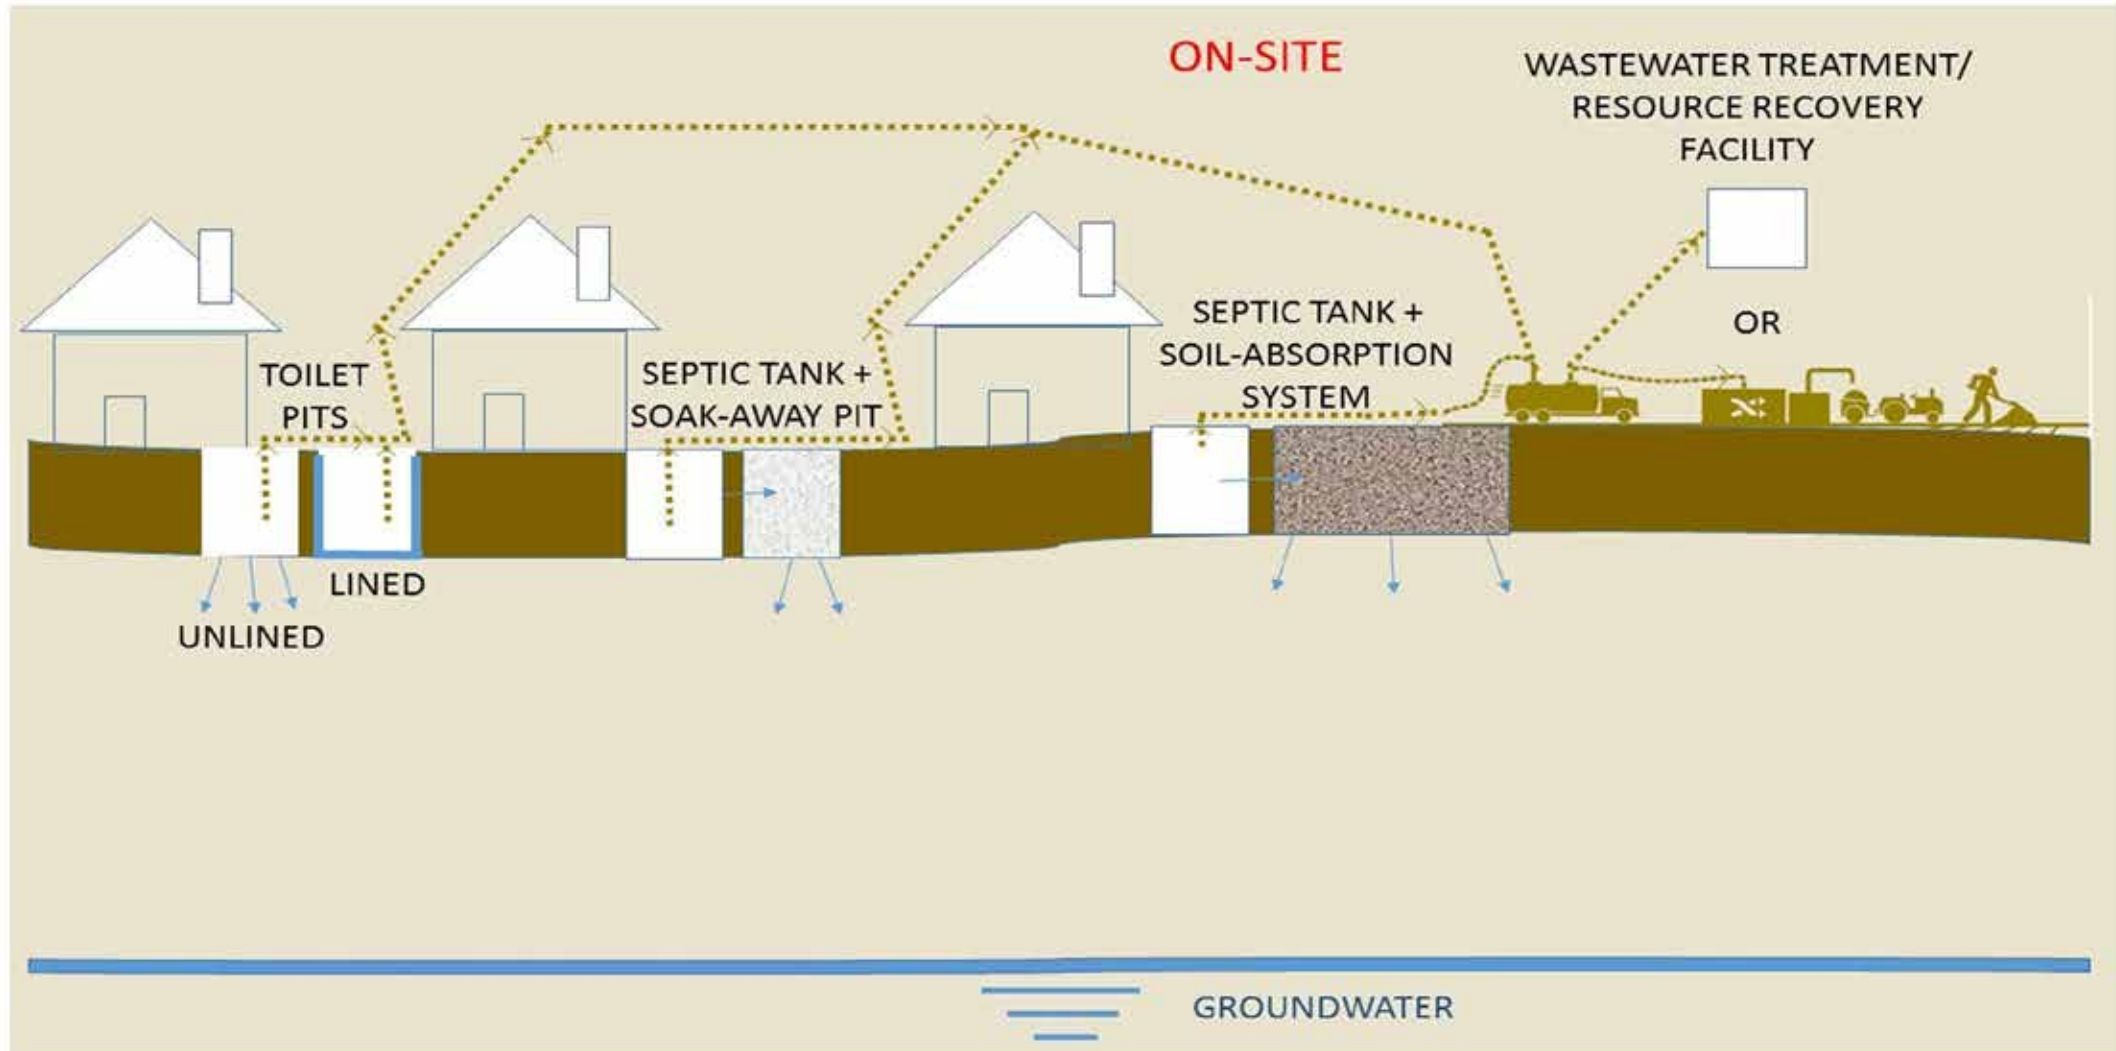 ON-SITE
WASTEWATER TREATMENT/
RESOURCE RECOVERY
FACILITY
OR
TOILET
PITS
SEPTIC TANK +
SOAK-AWAY PIT
SEPTIC TANK +
SOIL-ABSORPTION
SYSTEM
LINED
UNLINED
GROUNDWATER